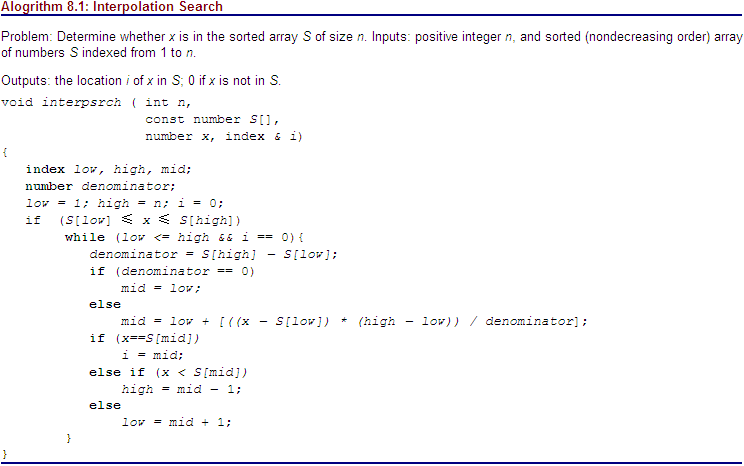 Alogrithm 8.1: Interpolation Search
Problem: Determine whether x is in the sorted array S of size n. Inputs: positive integer n, and sorted (nondecreasing order) array
of numbers S indexed from 1 to n.
Outputs: the location i of x in S; 0 if x is not in S.
void interpsrch ( int n,
const number S[],
number x, index & i)
{
index low, high, mid;
number denominator;
low = 1; high = n; i = 0;
if (S[low] ⩽ x ⩽ S[high])
while (low <= high && i == 0){
denominator = S[high] - S[low];
if (denominator == 0)
mid = low;
else
mid = low + [((x - S[low]) * (high - low)) / denominator];
if (x==S[mid])
i = mid;
else if (x < S[mid])
high = mid - 1;
else
low = mid + 1;
}
}